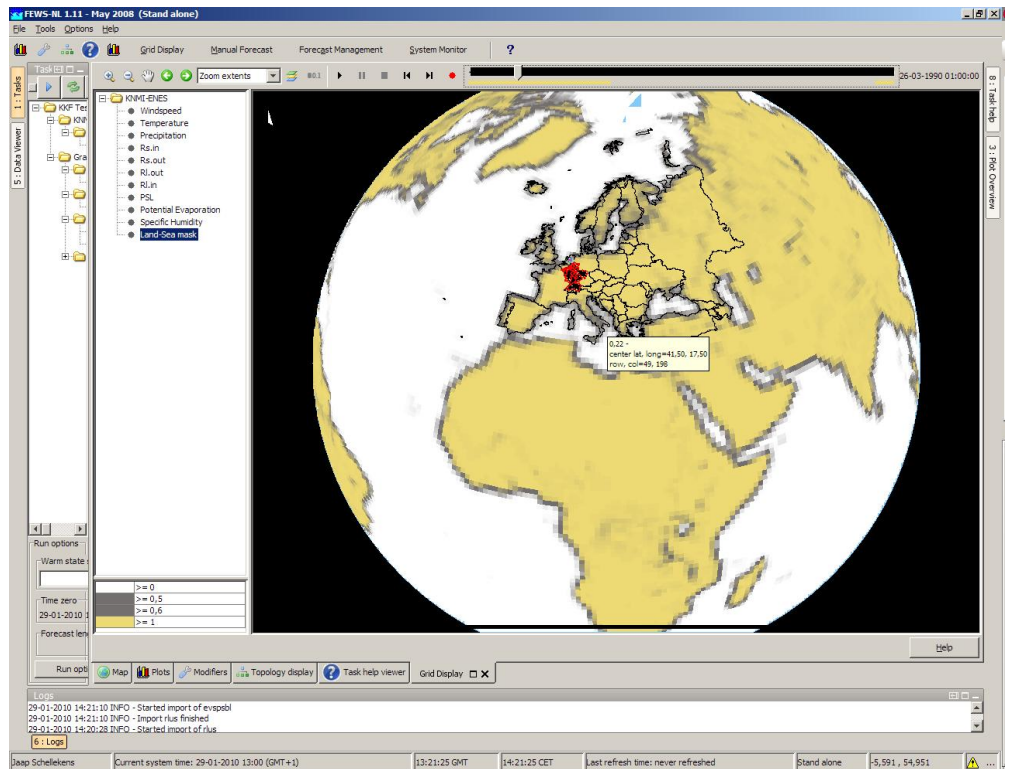 FEWS-NL 1.11 - May 2008 (Stand alone)
File Tools Options Help
Grid Display Manual Forecast Forecast Management System Monitor ?
1 : Tasks
5 : Data Viewer
Task
KKF Tes
KNM
Gra
Zoom extents
26-03-1990 01:00:00
8 : Task help
3 : Plot Overview
KNMI-ENES
Windspeed
Temperature
Precipitation
Rs.in
Rs.out
Rl.out
Rl.in
PSL
Potential Evaporation
Specific Humidity
Land-Sea mask
0,22 -
center lat, long=41,50, 17,50
row, col=49, 198
>= 0
>= 0,5
>= 0,6
>= 1
Run options
Warm state s
Time zero
29-01-2010 1
Forecast len
Run opti
Help
Map Plots Modifiers Topology display Task help viewer Grid Display
Logs
29-01-2010 14:21:10 INFO - Started import of evspsbl
29-01-2010 14:21:10 INFO - Import rlus finished
29-01-2010 14:20:28 INFO - Started import of rlus
6 : Logs
Jaap Schellekens Current system time: 29-01-2010 13:00 (GMT+1) 13:21:25 GMT 14:21:25 CET Last refresh time: never refreshed Stand alone -5,591 , 54,951 ...